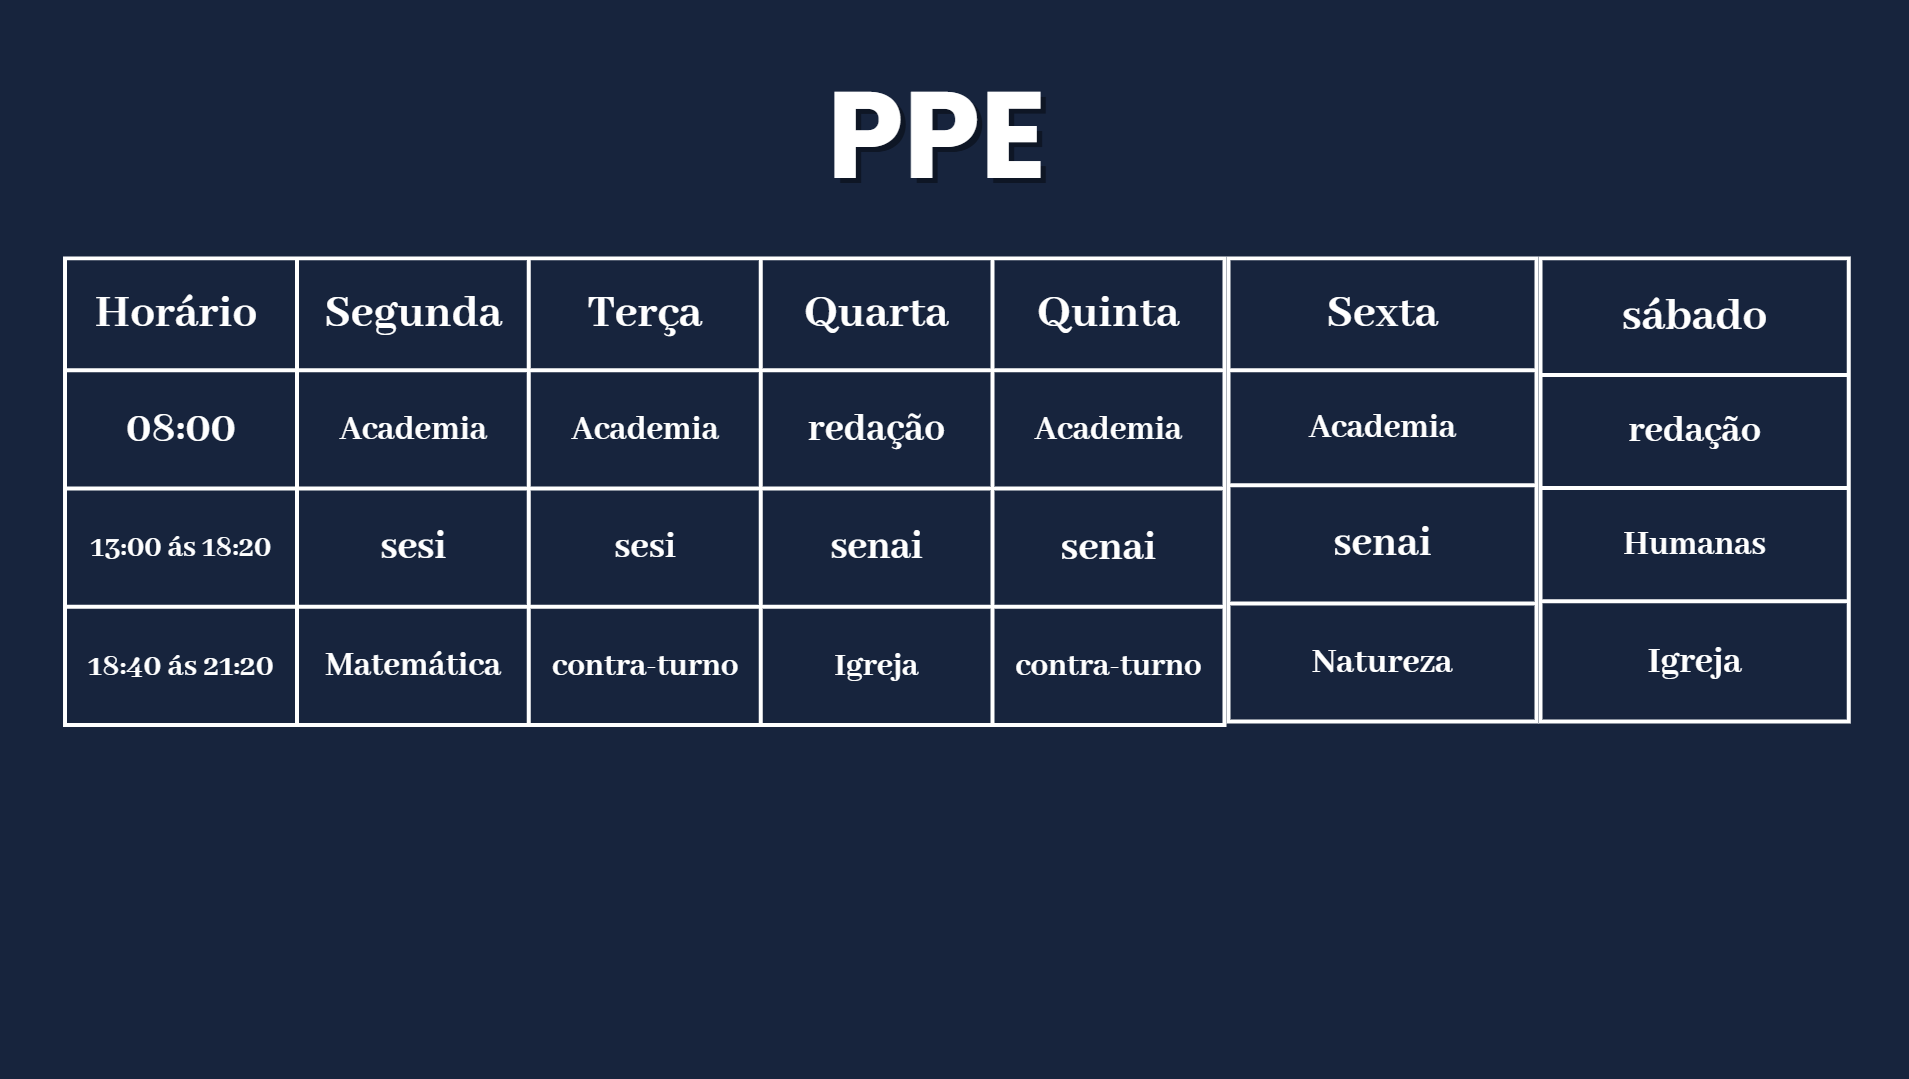 PPE
Horário Segunda Terça Quarta Quinta Sexta sábado
08:00 Academia Academia redação Academia Academia redação
13:00 ás 18:20 sesi sesi senai senai senai Humanas
18:40 ás 21:20 Matemática contra-turno Igreja contra-turno Natureza Igreja